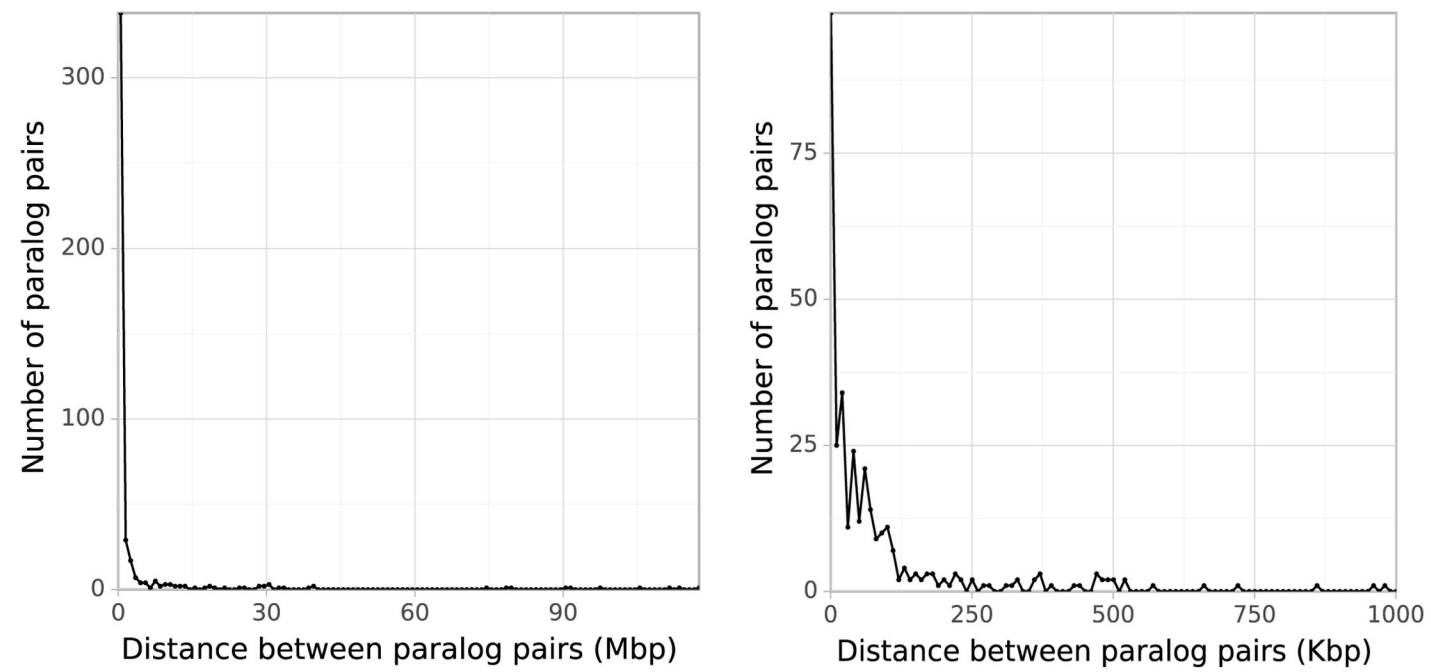 Number of paralog pairs
300
200
100
0
0 30 60 90
Distance between paralog pairs (Mbp)
Number of paralog pairs
75
50
25
0
0 250 500 750 1000
Distance between paralog pairs (Kbp)